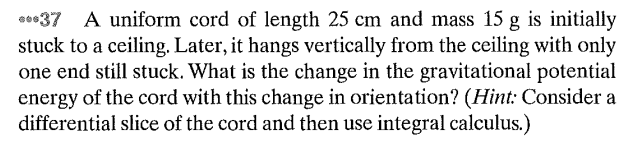 •••37 A uniform cord of length 25 cm and mass 15 g is initially
stuck to a ceiling. Later, it hangs vertically from the ceiling with only
one end still stuck. What is the change in the gravitational potential
energy of the cord with this change in orientation? (Hint: Consider a
differential slice of the cord and then use integral calculus.)